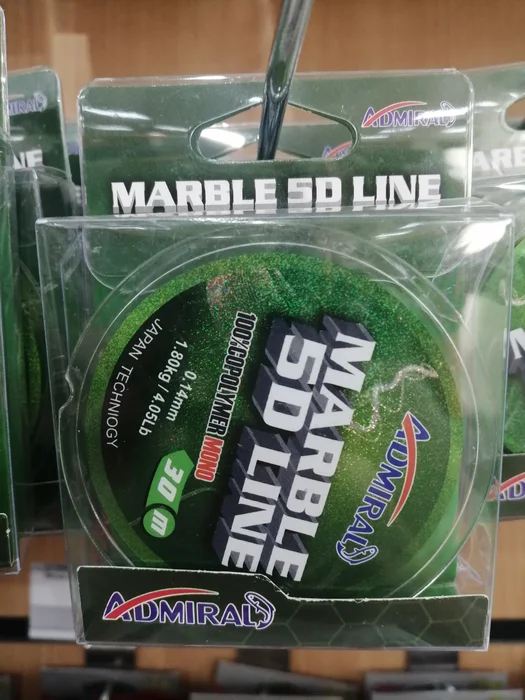 ADMIRAL
MARBLE 5D LINE
MARBLE
5D LINE
ADMIRAL
100%COPOLYMER MONO
0.14mm
1.80kg / 4.05Lb
30 m
JAPAN TECHNIOGY
ADMIRAL